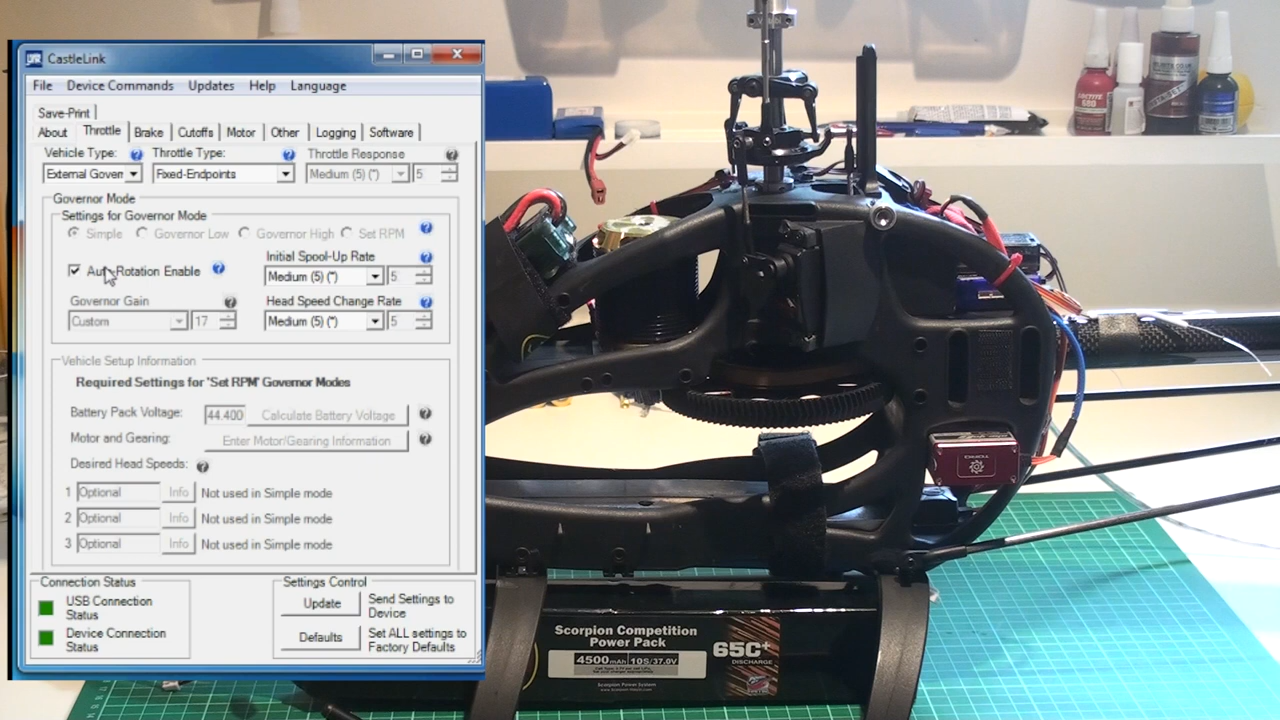 CastleLink
File Device Commands Updates Help Language
Save-Print
About Throttle Brake Cutoffs Motor Other Logging Software
Vehicle Type: Throttle Type: Throttle Response
External Gover Fixed-Endpoints Medium (5) (*) 5
Governor Mode
Settings for Governor Mode
Simple Governor Low Governor High Set RPM
Initial Spool-Up Rate
Rotation Enable
Medium (5) (*) 5
Governor Gain Head Speed Change Rate
Custom 17 Medium (5) (*) 5
Vehicle Setup Information
Required Settings for 'Set RPM' Governor Modes
Battery Pack Voltage: 44.400 Calculate Battery Voltage
Motor and Gearing: Enter Motor/Gearing Information
Desired Head Speeds:
1 Optional Info Not used in Simple mode
2 Optional Info Not used in Simple mode
3 Optional Info Not used in Simple mode
Connection Status
USB Connection
Status
Device Connection
Status
Settings Control
Update Send Settings to
Device
Defaults Set ALL settings to
Factory Defaults
LOCTITE
Scorpion Competition
Power Pack
4500mAh 10S/37.0V
65C+
DISCHARGE
Scorpion Power System